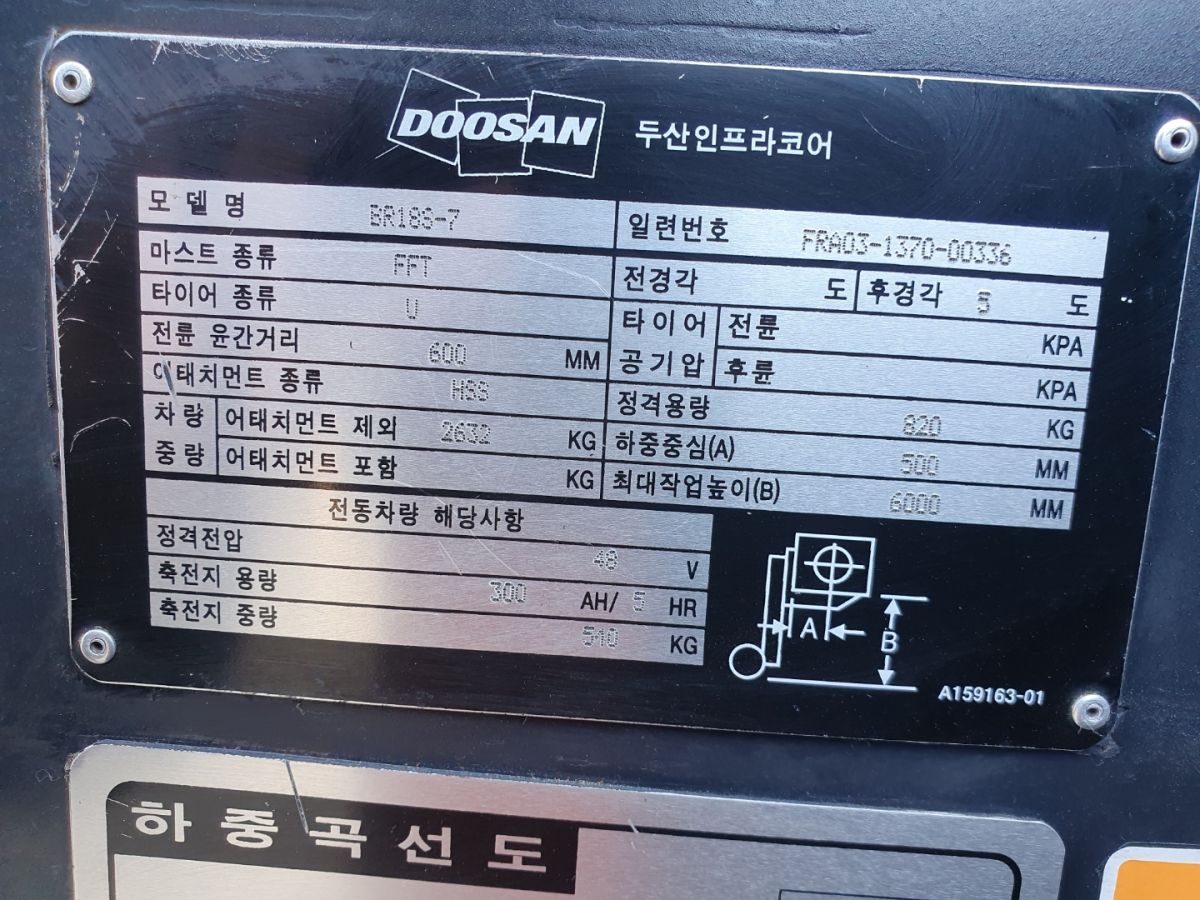 DOOSAN 두산인프라코어
모델명 BR18S-7 일련번호 FRA03-1370-00336
마스트 종류 FFT 전경각 도 후경각 5 도
타이어 종류 U 타이어 공기압 전륜 KPA
전륜 윤간거리 600 MM 후륜 KPA
어태치먼트 종류 HSS 정격용량 820 KG
차량 중량 어태치먼트 제외 2632 KG 하중중심(A) 500 MM
어태치먼트 포함 KG 최대작업높이(B) 6000 MM
전동차량 해당사항
정격전압 48 V
축전지 용량 300 AH/ 5 HR
축전지 중량 540 KG
A
B
A159163-01
하중곡선도